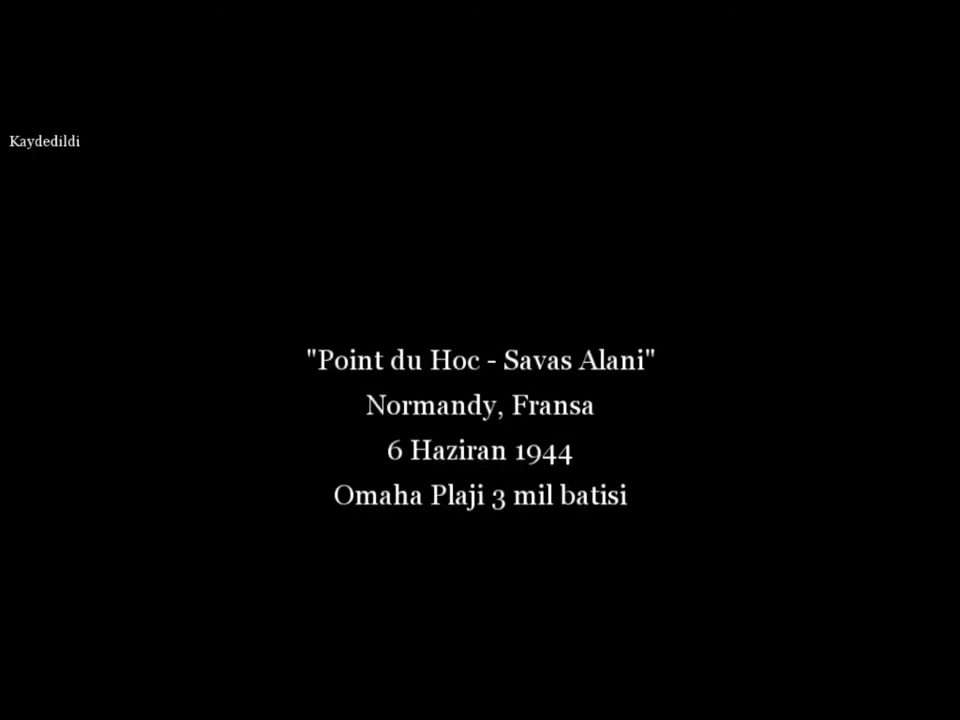 Kaydedildi
"Point du Hoc - Savas Alani"
Normandy, Fransa
6 Haziran 1944
Omaha Plaji 3 mil batisi